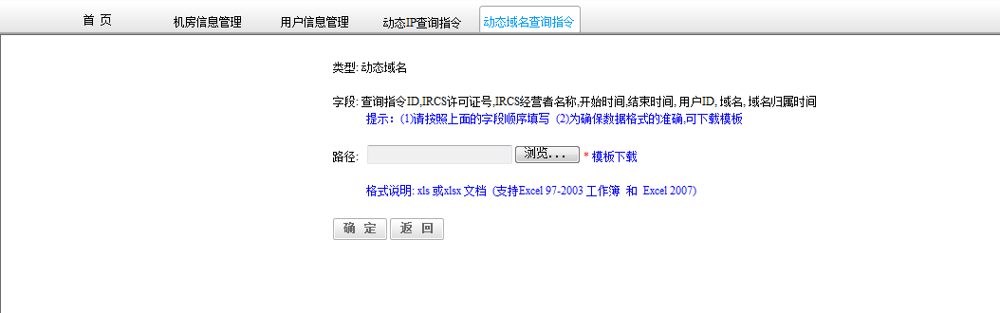 首 页 机房信息管理 用户信息管理 动态IP查询指令 动态域名查询指令
类型: 动态域名
字段: 查询指令ID,IRCS许可证号,IRCS经营者名称,开始时间,结束时间, 用户ID, 域名, 域名归属时间
提示：(1)请按照上面的字段顺序填写 (2)为确保数据格式的准确,可下载模板
路径: 浏览... * 模板下载
格式说明: xls 或xlsx 文档 (支持Excel 97-2003 工作簿 和 Excel 2007)
确 定 返 回